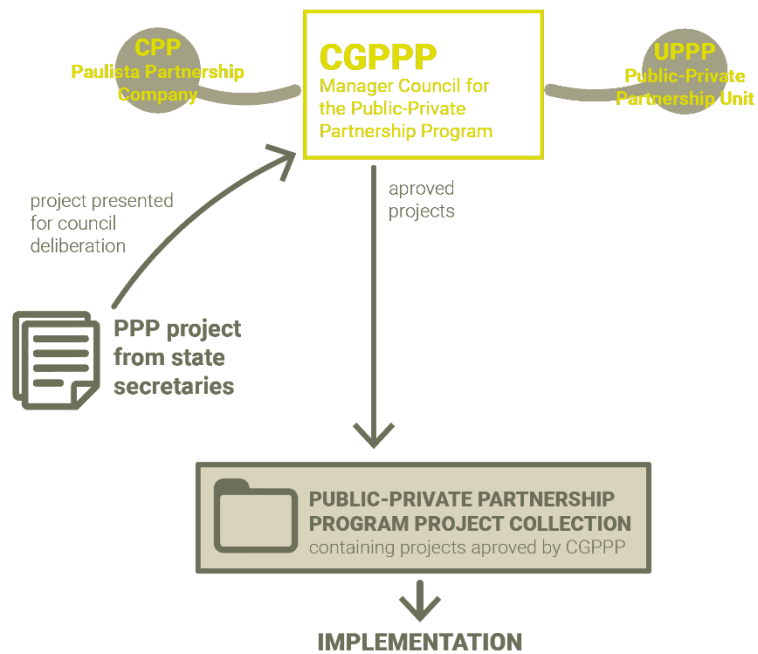 CPP
Paulista Partnership
Company
CGPPP
Manager Council for
the Public-Private
Partnership Program
UPPP
Public-Private
Partnership Unit
project presented
for council
deliberation
aproved
projects
PPP project
from state
secretaries
PUBLIC-PRIVATE PARTNERSHIP
PROGRAM PROJECT COLLECTION
containing projects aproved by CGPPP
IMPLEMENTATION